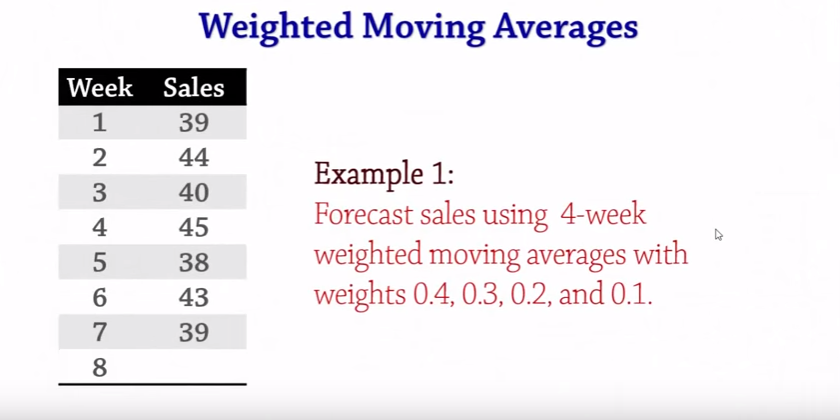 Weighted Moving Averages
Week Sales
1 39
2 44
3 40
4 45
5 38
6 43
7 39
8
Example 1:
Forecast sales using 4-week
weighted moving averages with
weights 0.4, 0.3, 0.2, and 0.1.